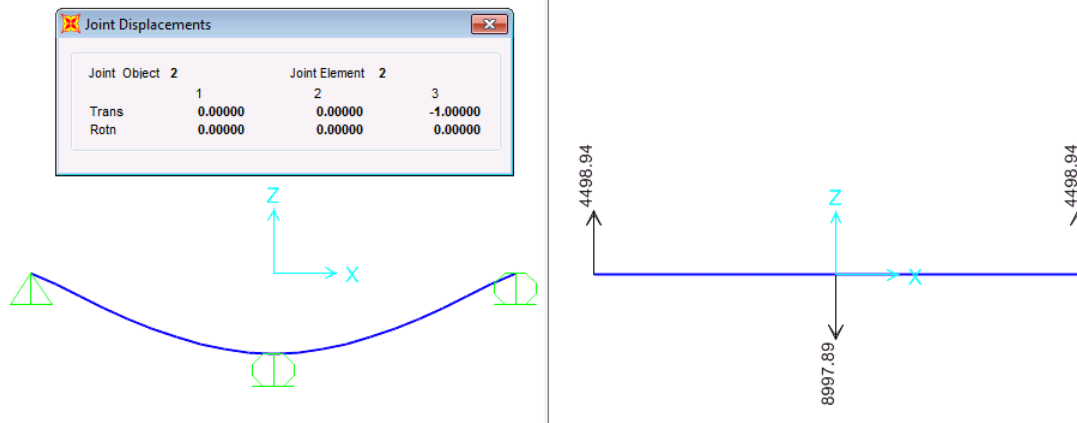 Joint Displacements
Joint Object 2 Joint Element 2
1 2 3
Trans 0.00000 0.00000 -1.00000
Rotn 0.00000 0.00000 0.00000
Z
X
4498.94
4498.94
Z
X
8997.89